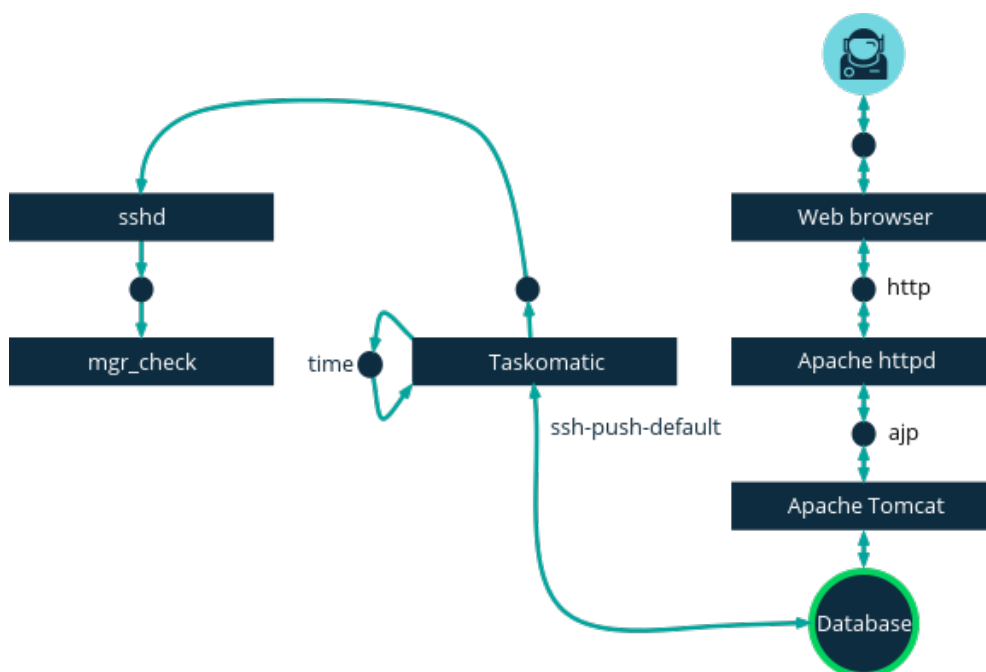 sshd
Web browser
http
mgr_check
time
Taskomatic
Apache httpd
ssh-push-default
ajp
Apache Tomcat
Database